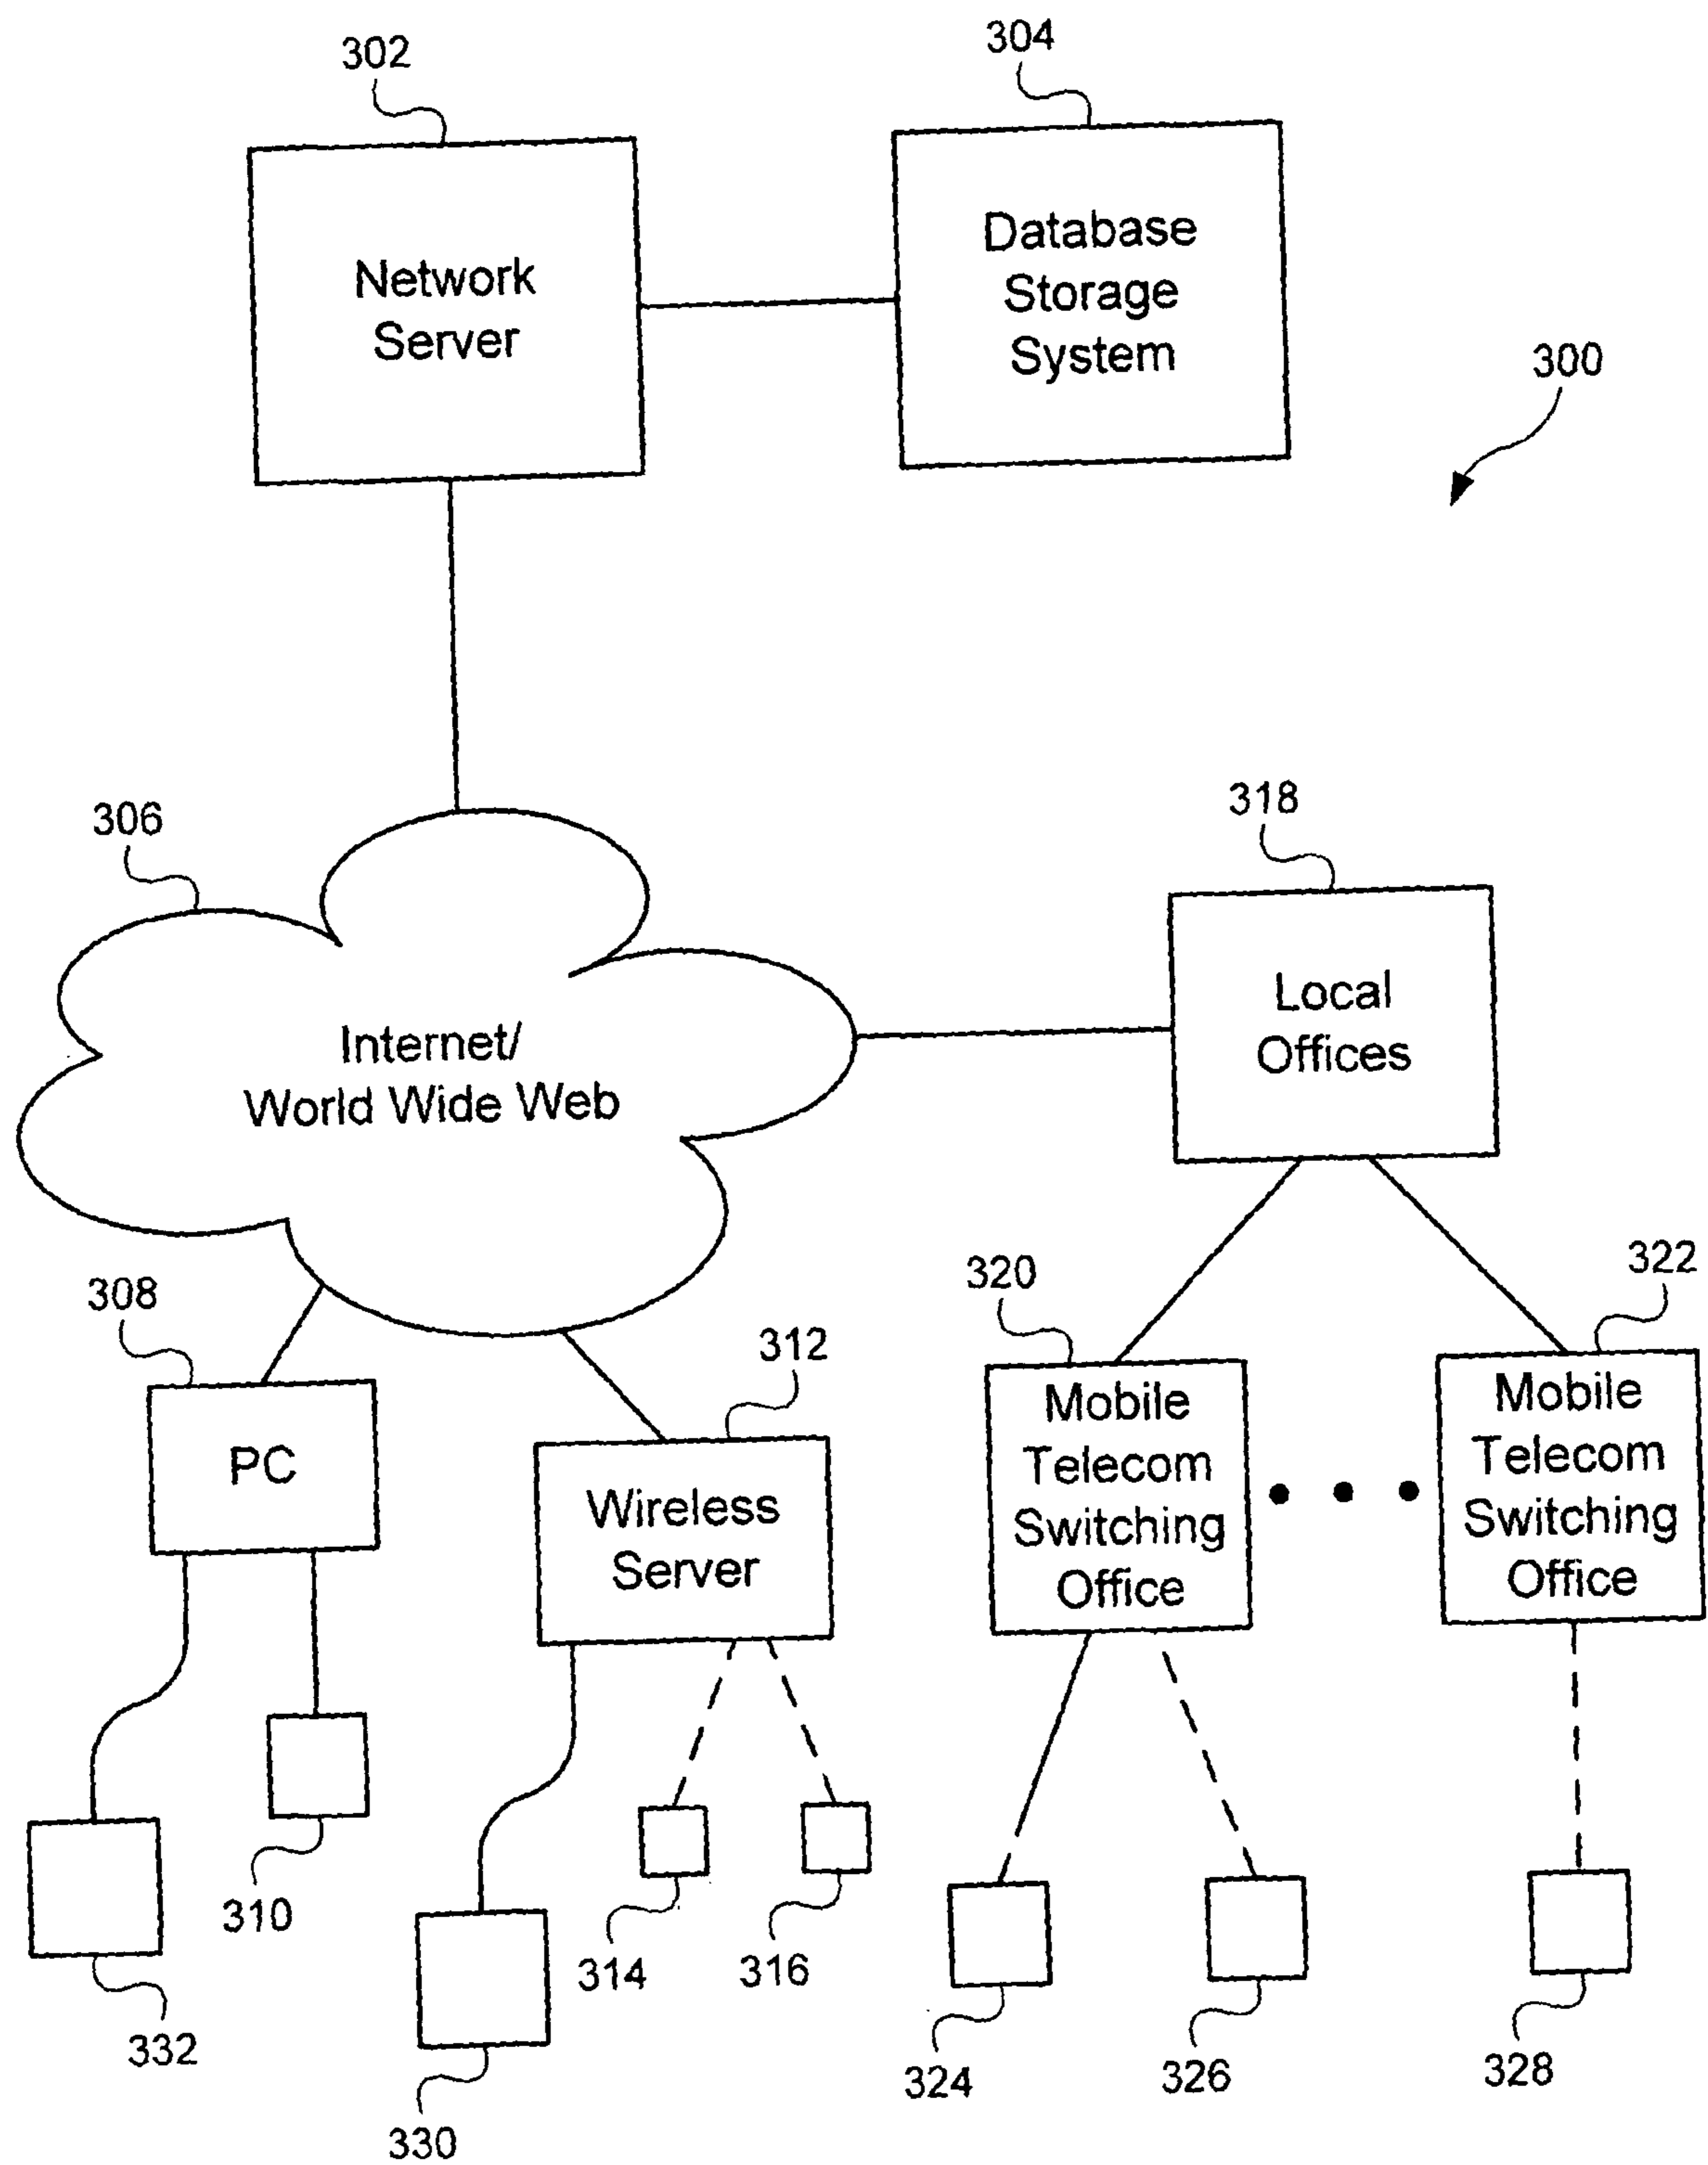 302
304
Network
Server
Database
Storage
System
300
306
318
Internet/
World Wide Web
Local
Offices
308
312
320
322
PC
Wireless
Server
Mobile
Telecom
Switching
Office
Mobile
Telecom
Switching
Office
310
314
316
332
330
324
326
328